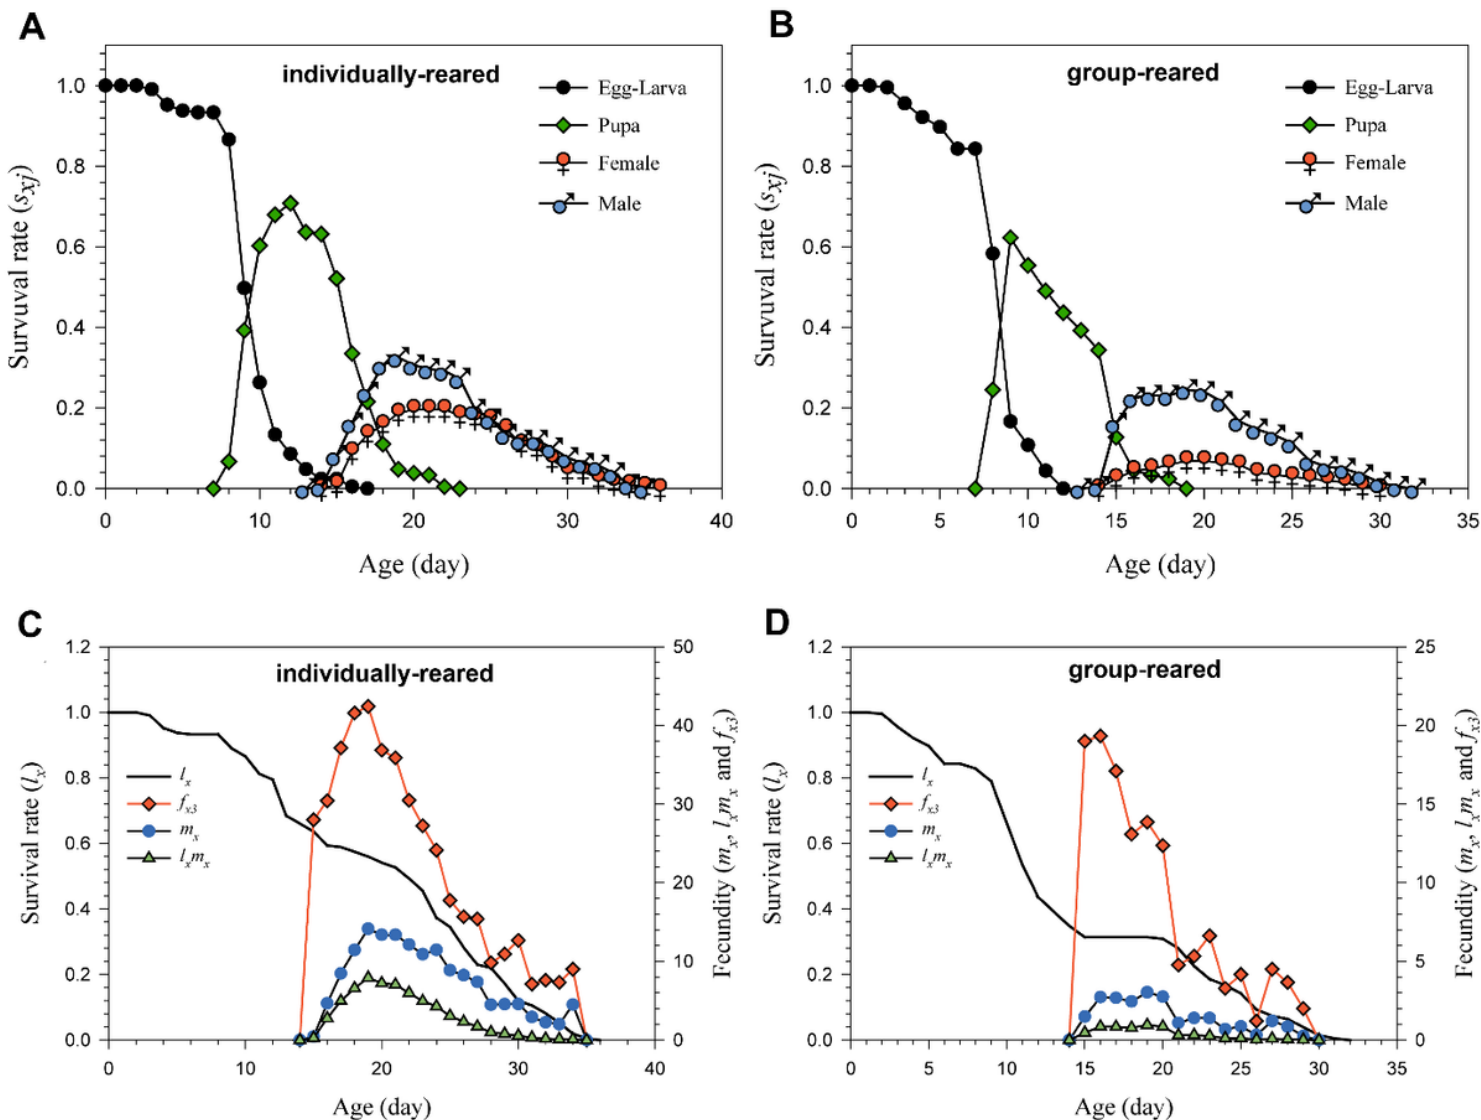 A
individually-reared
Egg-Larva
Pupa
Female
Male
Survuval rate (sxj)
1.0
0.8
0.6
0.4
0.2
0.0
0 10 20 30 40
Age (day)
B
group-reared
Egg-Larva
Pupa
Female
Male
Survuval rate (sxj)
1.0
0.8
0.6
0.4
0.2
0.0
0 5 10 15 20 25 30 35
Age (day)
C
individually-reared
lx
fx3
mx
lxmx
Survival rate (lx)
1.2
1.0
0.8
0.6
0.4
0.2
0.0
50
40
30
20
10
0
Fecundity (mx, lxmx and fx3)
0 10 20 30 40
Age (day)
D
group-reared
lx
fx3
mx
lxmx
Survival rate (lx)
1.2
1.0
0.8
0.6
0.4
0.2
0.0
25
20
15
10
5
0
Fecundity (mx, lxmx and fx3)
0 5 10 15 20 25 30 35
Age (day)